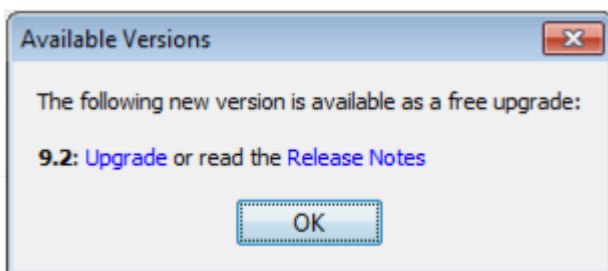 Available Versions
The following new version is available as a free upgrade:
9.2: Upgrade or read the Release Notes
OK